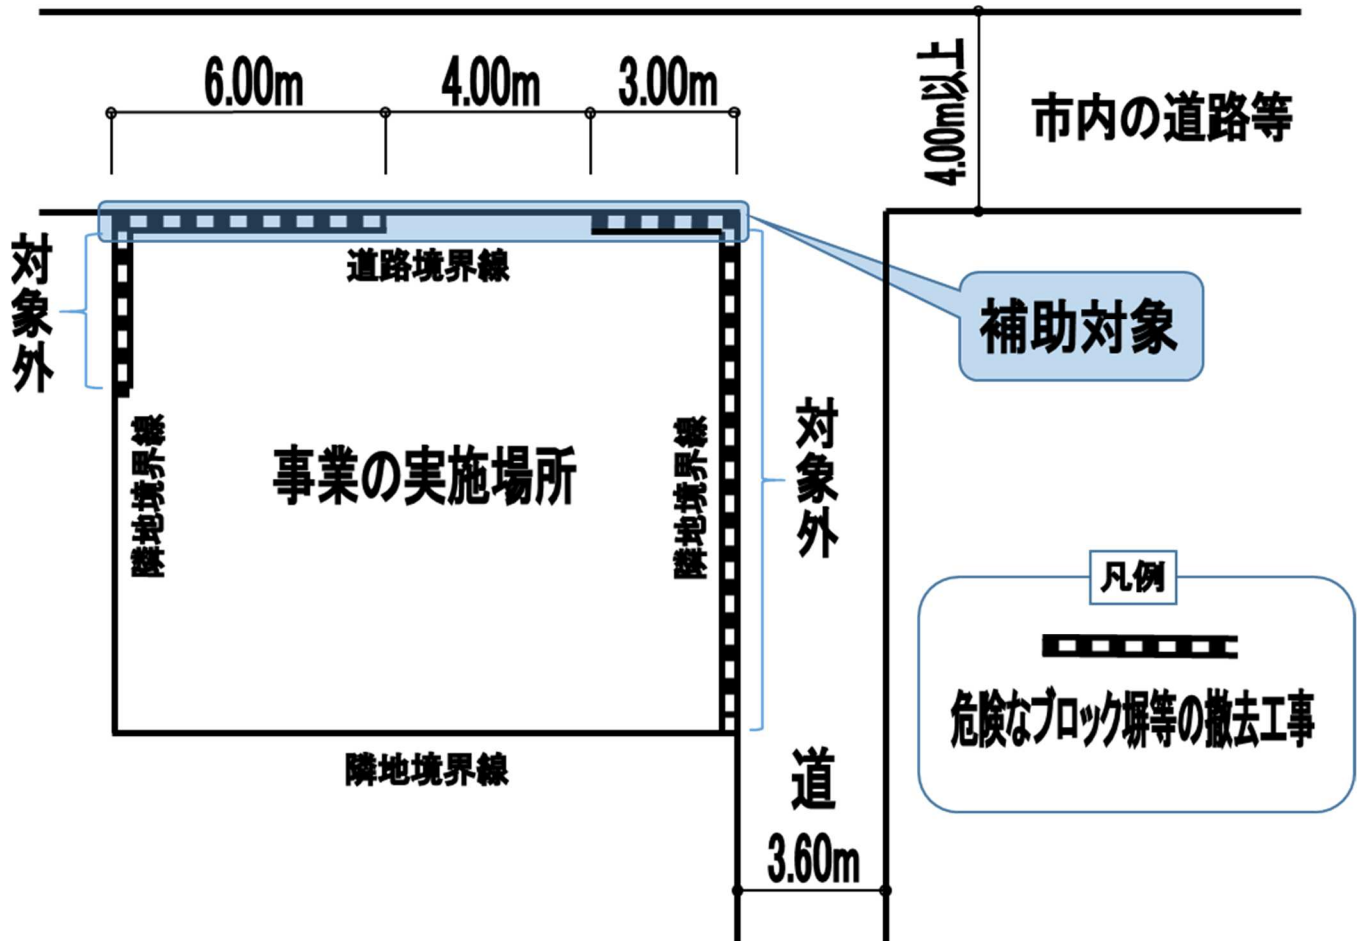 6.00m
4.00m
3.00m
4.00m以上
市内の道路等
対象外
道路境界線
補助対象
事業の実施場所
隣地境界線
隣地境界線
対象外
凡例
危険なブロック塀等の撤去工事
隣地境界線
道
3.60m